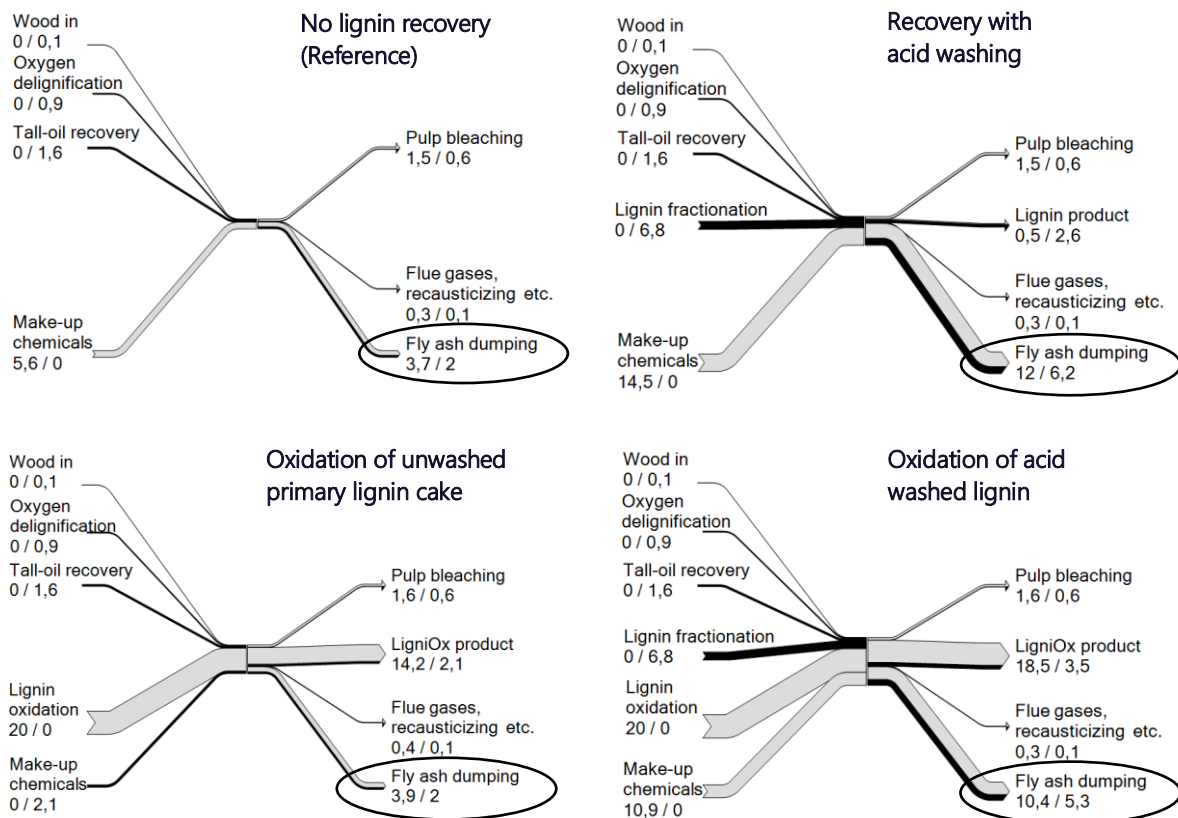 No lignin recovery
(Reference)
Wood in
0 / 0,1
Oxygen
delignification
0 / 0,9
Tall-oil recovery
0 / 1,6
Make-up
chemicals
5,6 / 0
Pulp bleaching
1,5 / 0,6
Flue gases,
recausticizing etc.
0,3 / 0,1
Fly ash dumping
3,7 / 2
Recovery with
acid washing
Wood in
0 / 0,1
Oxygen
delignification
0 / 0,9
Tall-oil recovery
0 / 1,6
Lignin fractionation
0 / 6,8
Make-up
chemicals
14,5 / 0
Pulp bleaching
1,5 / 0,6
Lignin product
0,5 / 2,6
Flue gases,
recausticizing etc.
0,3 / 0,1
Fly ash dumping
12 / 6,2
Oxidation of unwashed
primary lignin cake
Wood in
0 / 0,1
Oxygen
delignification
0 / 0,9
Tall-oil recovery
0 / 1,6
Lignin
oxidation
20 / 0
Make-up
chemicals
0 / 2,1
Pulp bleaching
1,6 / 0,6
LigniOx product
14,2 / 2,1
Flue gases,
recausticizing etc.
0,4 / 0,1
Fly ash dumping
3,9 / 2
Oxidation of acid
washed lignin
Wood in
0 / 0,1
Oxygen
delignification
0 / 0,9
Tall-oil recovery
0 / 1,6
Lignin fractionation
0 / 6,8
Lignin
oxidation
20 / 0
Make-up
chemicals
10,9 / 0
Pulp bleaching
1,6 / 0,6
LigniOx product
18,5 / 3,5
Flue gases,
recausticizing etc.
0,3 / 0,1
Fly ash dumping
10,4 / 5,3